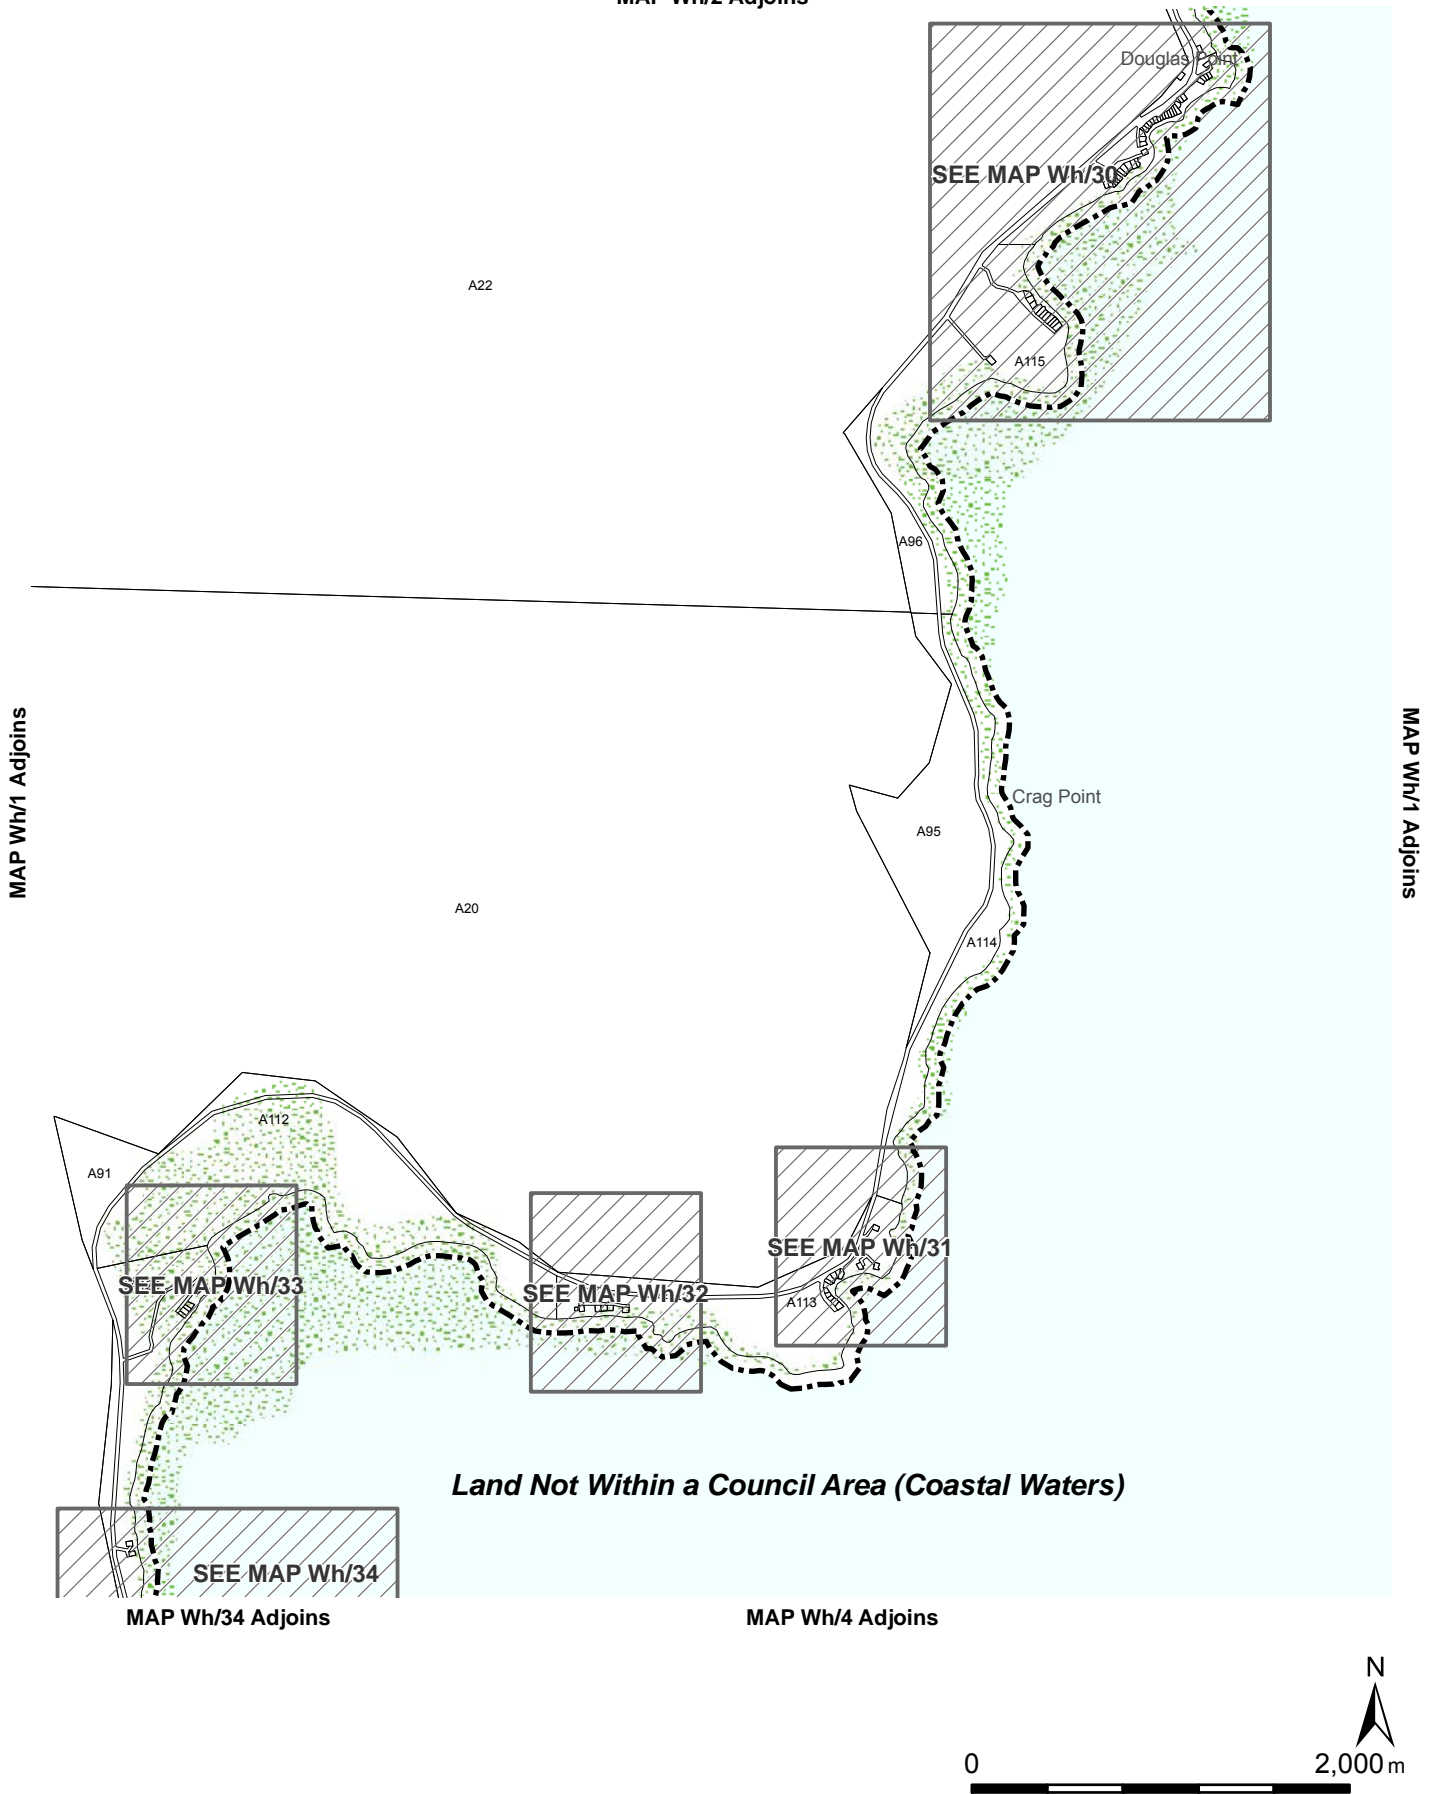 MAP Wh/2 Adjoins
Douglas Point
SEE MAP Wh/30
A22
A115
A96
MAP Wh/1 Adjoins
MAP Wh/1 Adjoins
Crag Point
A95
A20
A114
A112
A91
SEE MAP Wh/31
SEE MAP Wh/33
SEE MAP Wh/32
A113
Land Not Within a Council Area (Coastal Waters)
SEE MAP Wh/34
MAP Wh/34 Adjoins
MAP Wh/4 Adjoins
N
0
2,000 m